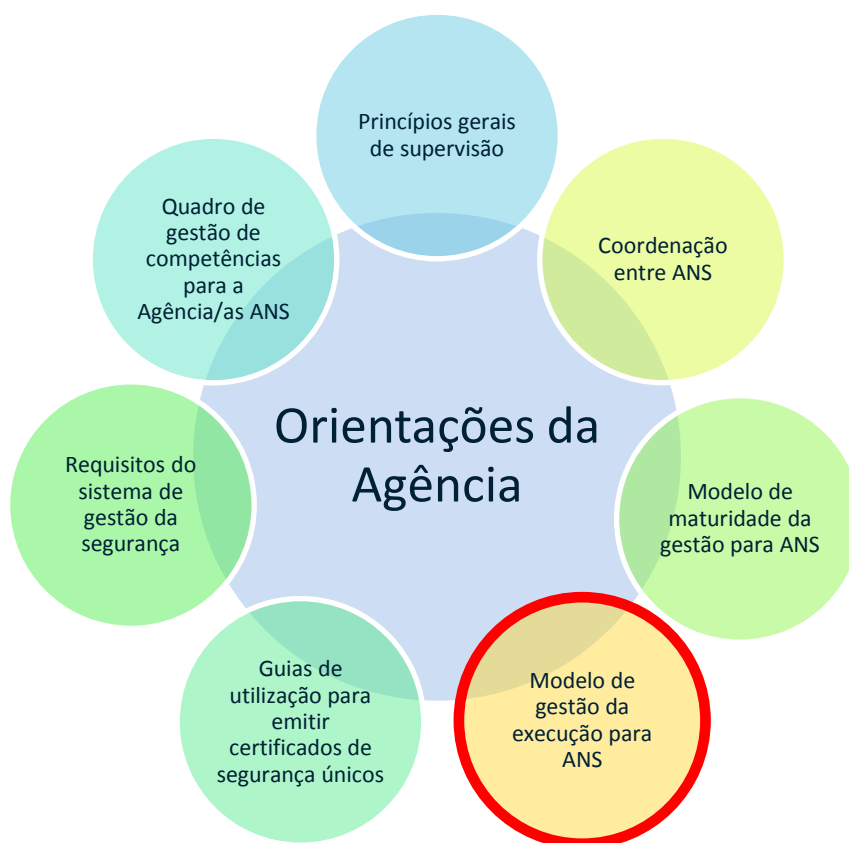 Princípios gerais
de supervisão
Coordenação
entre ANS
Modelo de
maturidade da
gestão para ANS
Modelo de
gestão da
execução para
ANS
Guias de
utilização para
emitir
certificados de
segurança únicos
Requisitos do
sistema de
gestão da
segurança
Quadro de
gestão de
competências
para a
Agência/as ANS
Orientações da
Agência